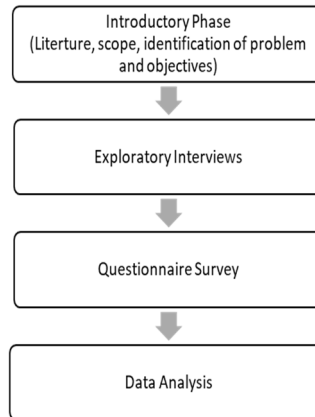 Introductory Phase
(Literture, scope, identification of problem
and objectives)
Exploratory Interviews
Questionnaire Survey
Data Analysis